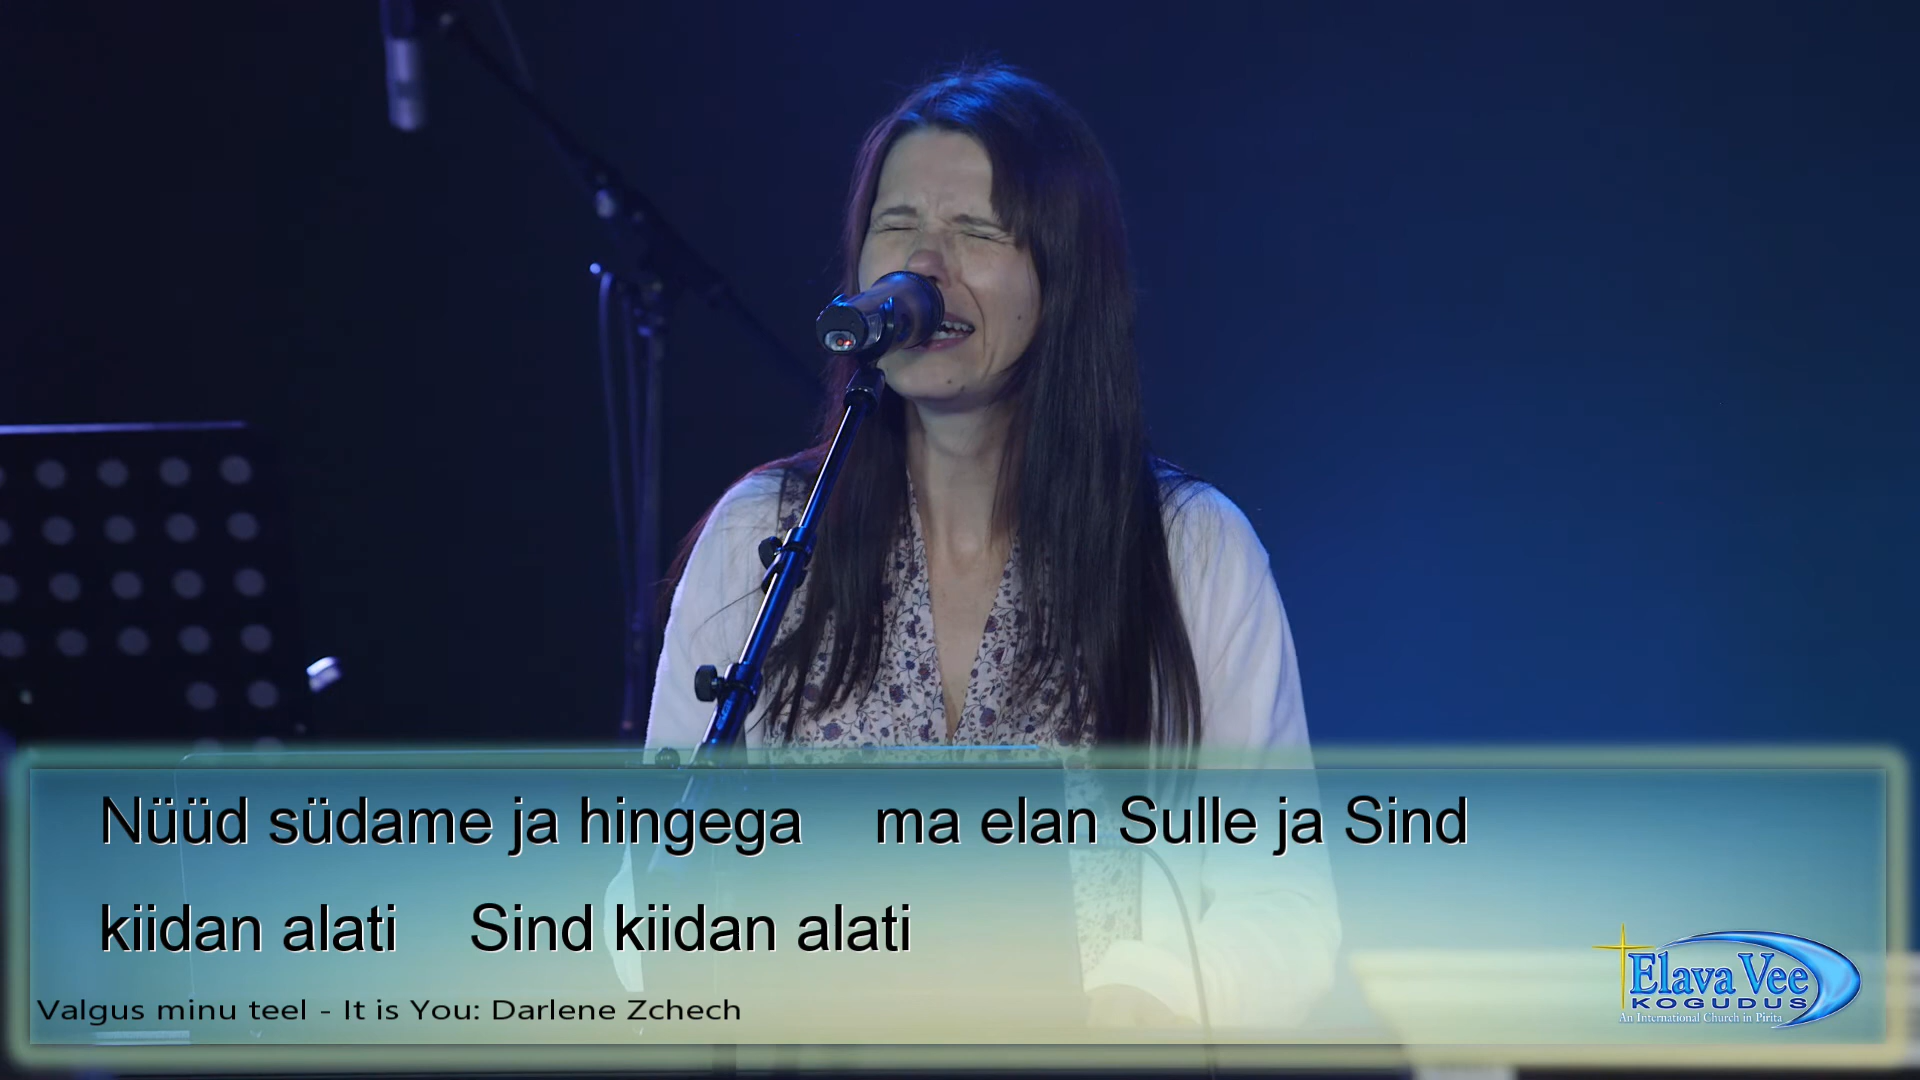 Nüüd südame ja hingega ma elan Sulle ja Sind
kiidan alati Sind kiidan alati
Valgus minu teel - It is You: Darlene Zchech
Elava Vee
KOGUDUS
An International Church in Pirita